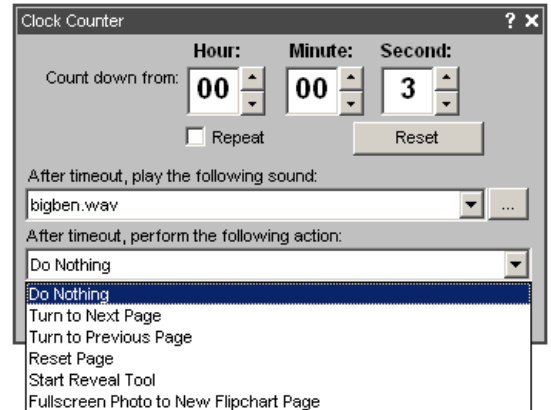 Clock Counter ? X
Hour: Minute: Second:
Count down from: 00 00 3
Repeat Reset
After timeout, play the following sound:
bigben.wav ...
After timeout, perform the following action:
Do Nothing
Do Nothing
Turn to Next Page
Turn to Previous Page
Reset Page
Start Reveal Tool
Fullscreen Photo to New Flipchart Page